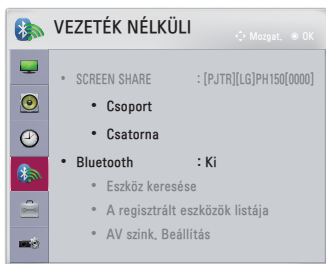 VEZETÉK NÉLKÜLI
Mozgat. OK
• SCREEN SHARE : [PJTR][LG]PH150[0000]
• Csoport
• Csatorna
• Bluetooth : Ki
• Eszköz keresése
• A regisztrált eszközök listája
• AV szink. Beállítás